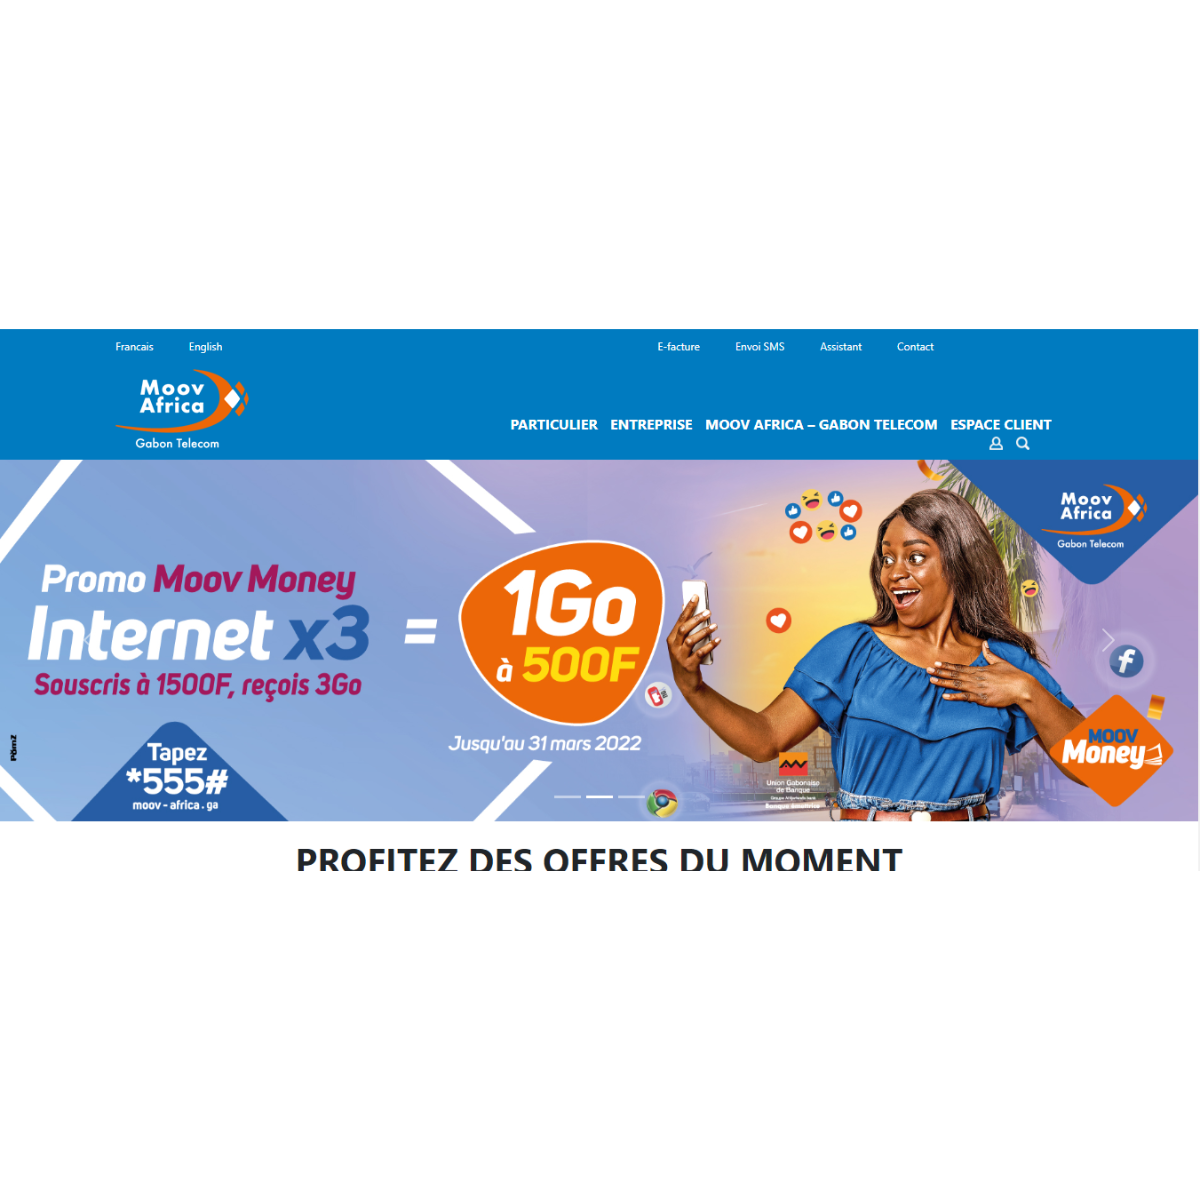 Francais English E-facture Envoi SMS Assistant Contact
Moov
Africa
Gabon Telecom
PARTICULIER ENTREPRISE MOOV AFRICA – GABON TELECOM ESPACE CLIENT
Moov
Africa
Gabon Telecom
Promo Moov Money
Internet x3
Souscris à 1500F, reçois 3Go
=
1Go
à 500F
Jusqu'au 31 mars 2022
Tapez
*555#
moov - africa . ga
PömZ
f
MOOV
Money
Union Gabonaise
de Banque
PROFITEZ DES OFFRES DU MOMENT